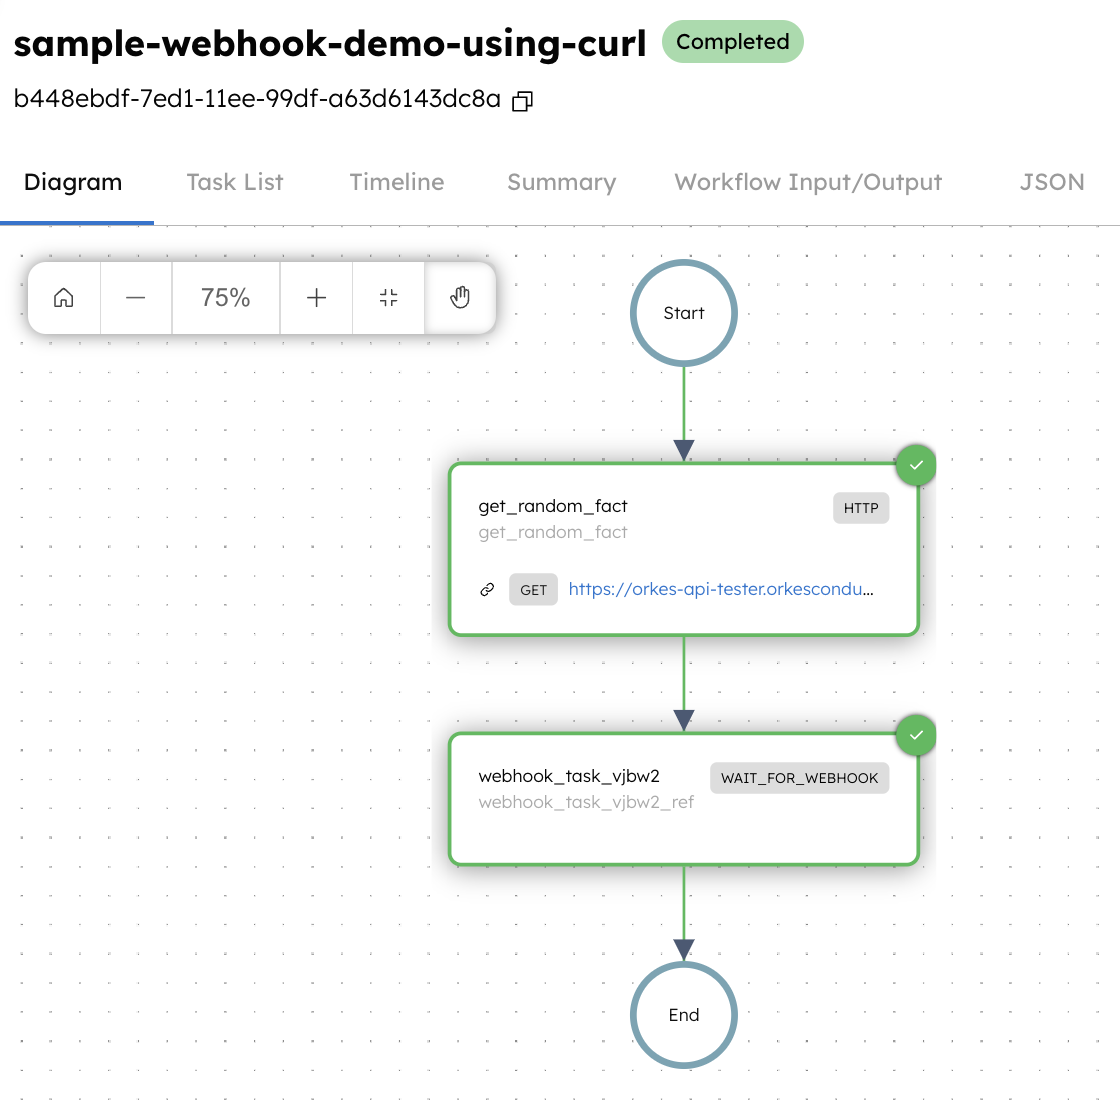 sample-webhook-demo-using-curl Completed
b448ebdf-7ed1-11ee-99df-a63d6143dc8a
Diagram Task List Timeline Summary Workflow Input/Output JSON
75%
Start
get_random_fact HTTP
get_random_fact
GET https://orkes-api-tester.orkescondu...
webhook_task_vjbw2 WAIT_FOR_WEBHOOK
webhook_task_vjbw2_ref
End